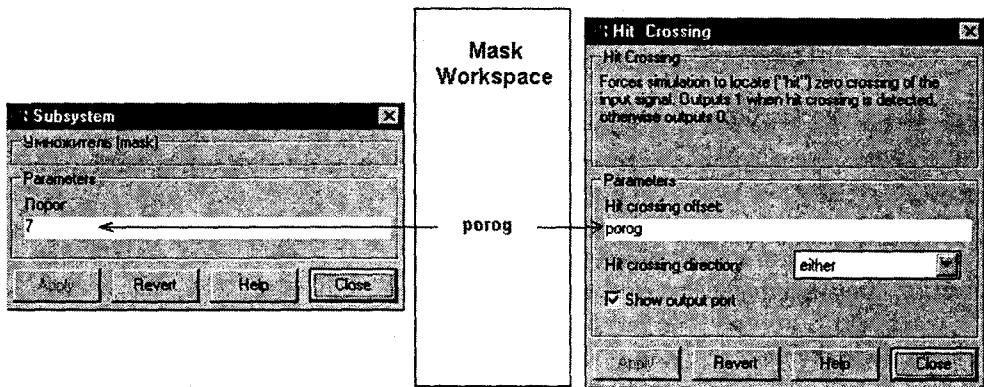 Subsystem
Умножитель (mask)
Parameters
Порог
7
Apply
Revert
Help
Close
Mask
Workspace
porog
Hit Crossing
Hit Crossing
Forces simulation to locate ("hit") zero crossing of the
input signal. Outputs 1 when hit crossing is detected,
otherwise outputs 0.
Parameters
Hit crossing offset:
porog
Hit crossing direction:
either
Show output port
Apply
Revert
Help
Close